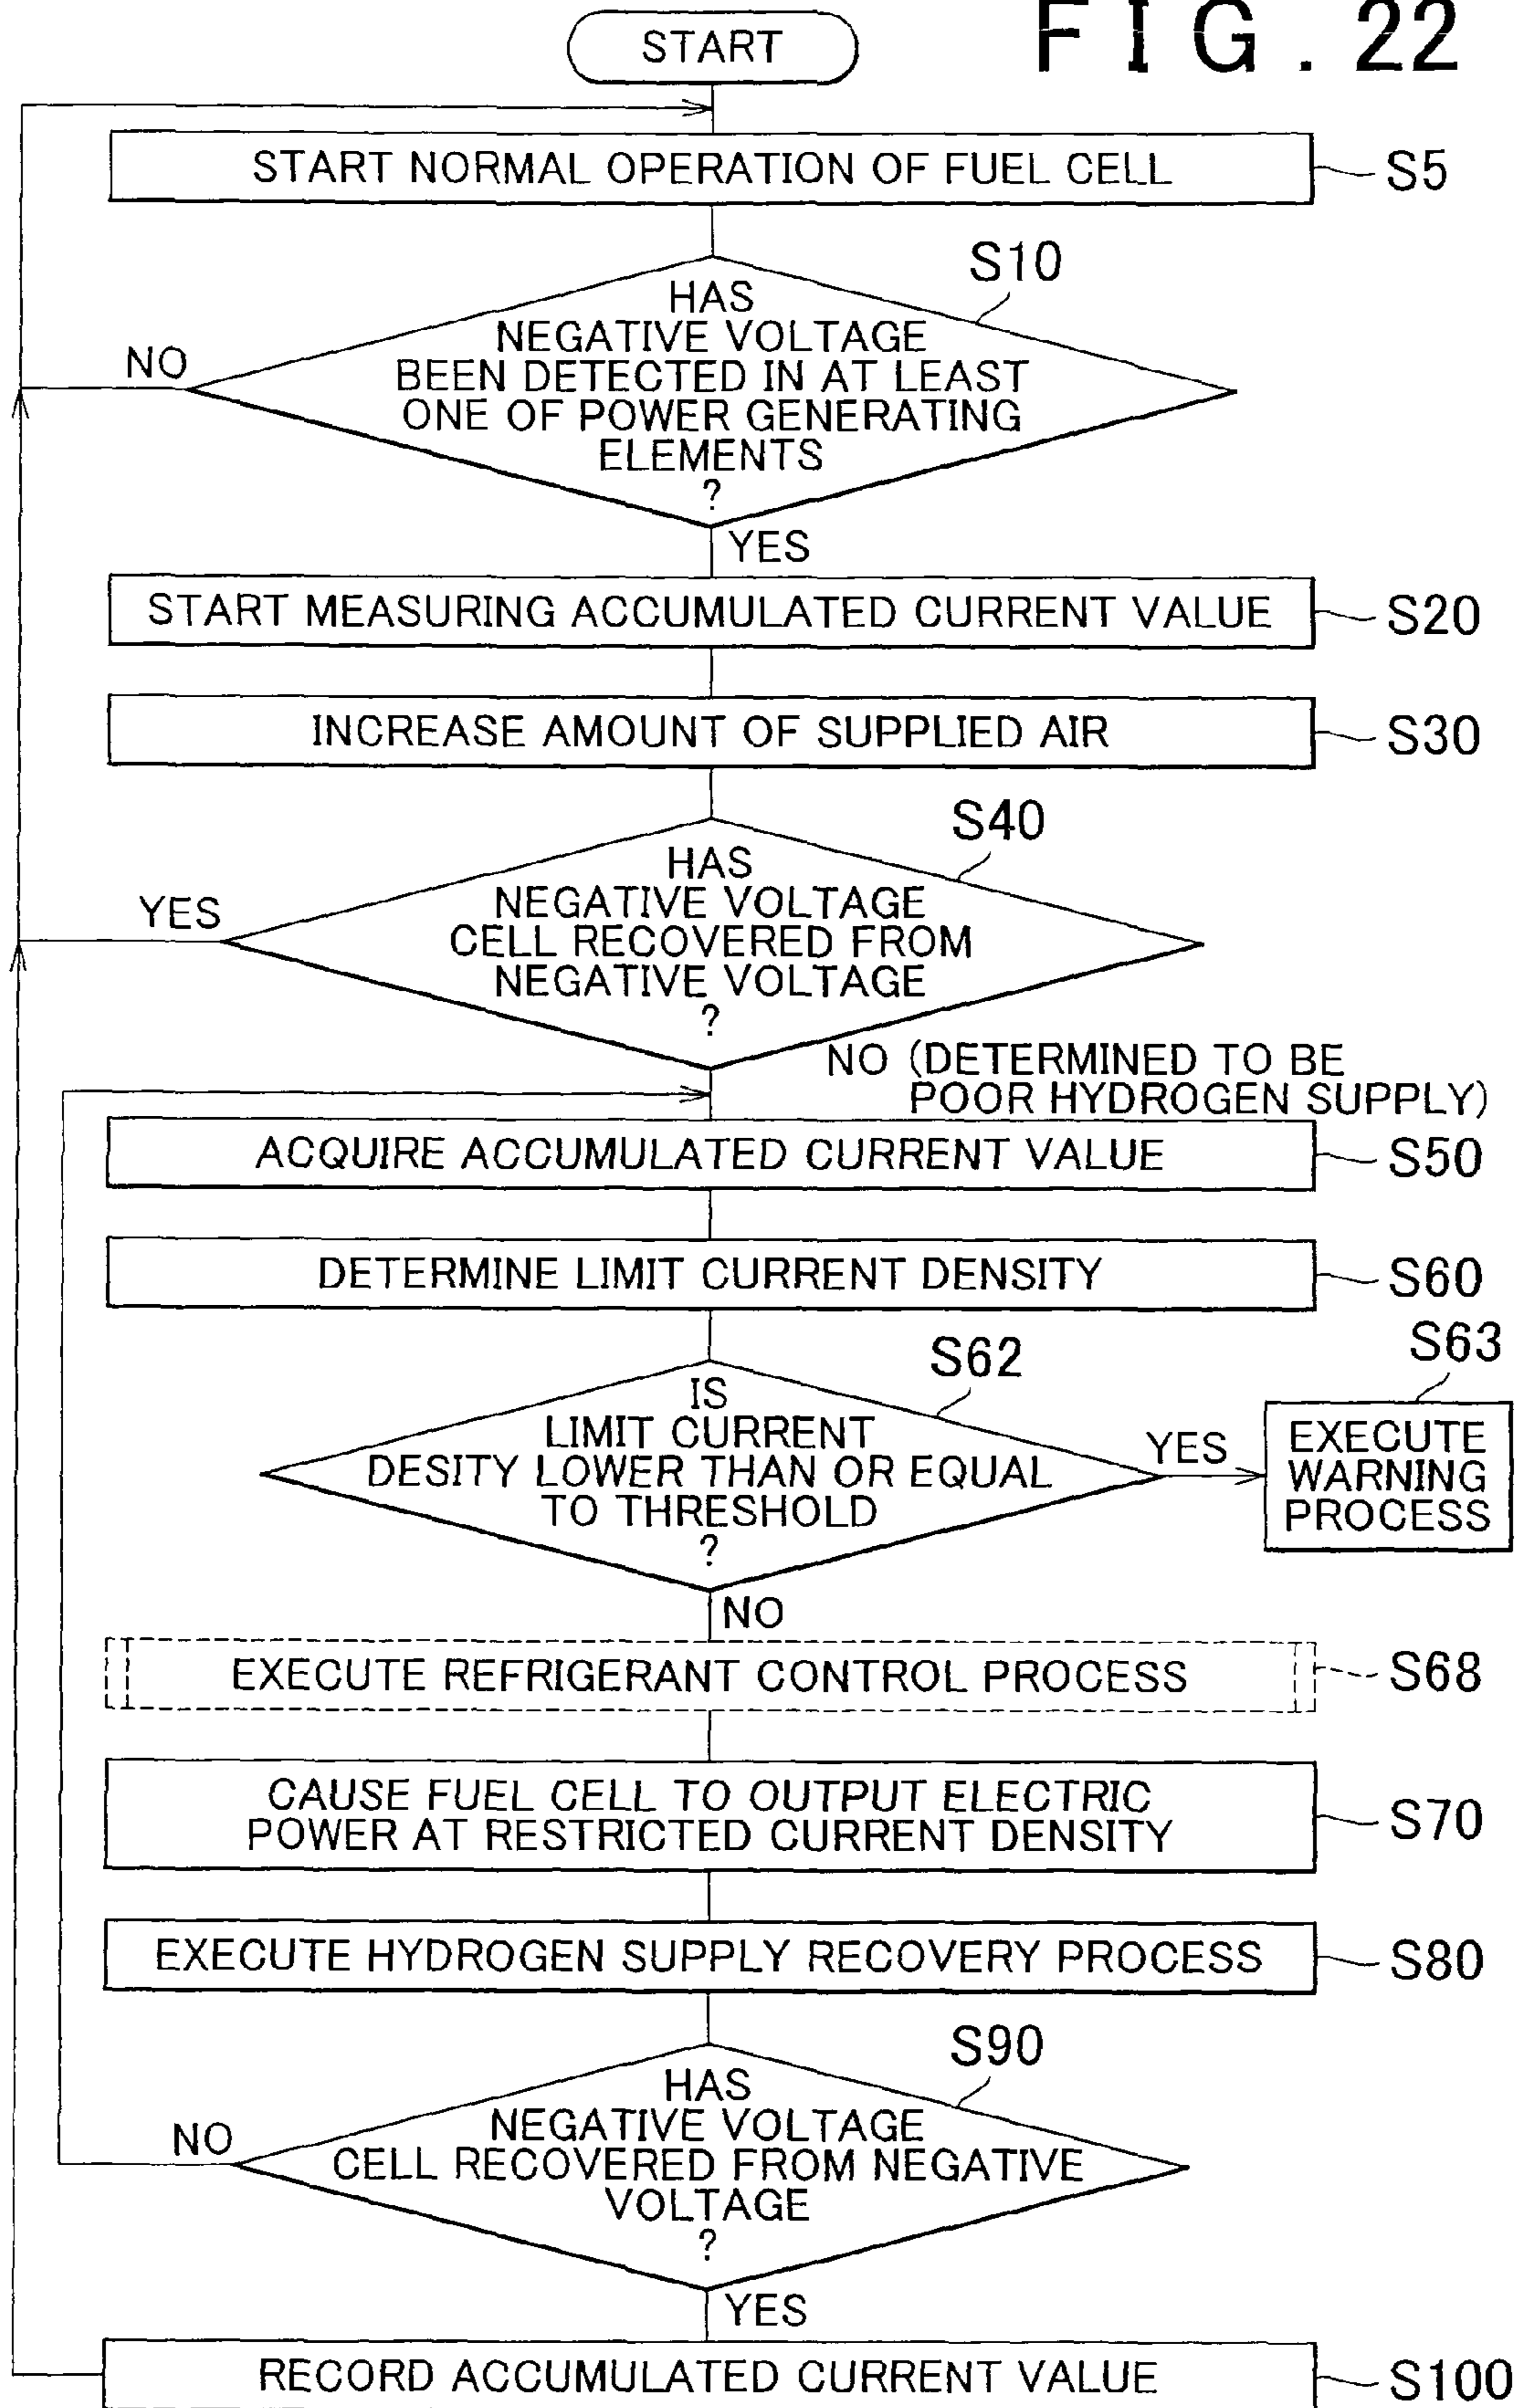 FIG. 22
START
START NORMAL OPERATION OF FUEL CELL
S5
S10
HAS
NEGATIVE VOLTAGE
BEEN DETECTED IN AT LEAST
ONE OF POWER GENERATING
ELEMENTS
?
NO
YES
START MEASURING ACCUMULATED CURRENT VALUE
S20
INCREASE AMOUNT OF SUPPLIED AIR
S30
S40
HAS
NEGATIVE VOLTAGE
CELL RECOVERED FROM
NEGATIVE VOLTAGE
?
YES
NO (DETERMINED TO BE
POOR HYDROGEN SUPPLY)
ACQUIRE ACCUMULATED CURRENT VALUE
S50
DETERMINE LIMIT CURRENT DENSITY
S60
S62
IS
LIMIT CURRENT
DESITY LOWER THAN OR EQUAL
TO THRESHOLD
?
YES
S63
EXECUTE
WARNING
PROCESS
NO
EXECUTE REFRIGERANT CONTROL PROCESS
S68
CAUSE FUEL CELL TO OUTPUT ELECTRIC
POWER AT RESTRICTED CURRENT DENSITY
S70
EXECUTE HYDROGEN SUPPLY RECOVERY PROCESS
S80
S90
HAS
NEGATIVE VOLTAGE
CELL RECOVERED FROM NEGATIVE
VOLTAGE
?
NO
YES
RECORD ACCUMULATED CURRENT VALUE
S100